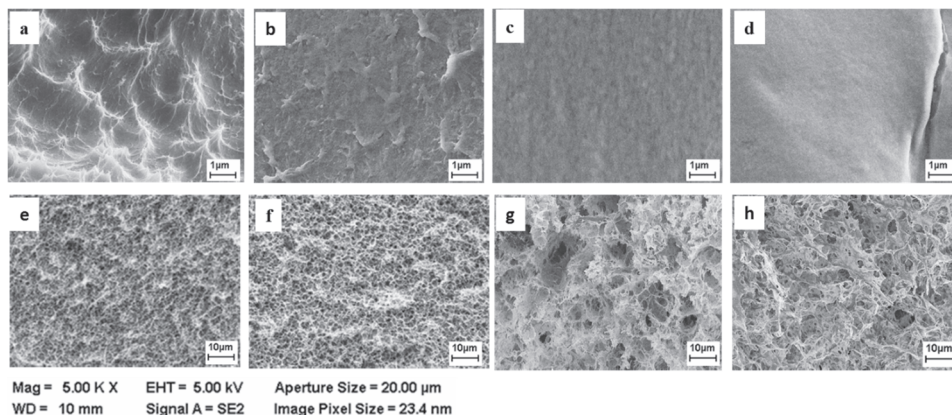 a b c d
1µm 1µm 1µm 1µm
e f g h
10µm 10µm 10µm 10µm
Mag = 5.00 K X EHT = 5.00 kV Aperture Size = 20.00 µm
WD = 10 mm Signal A = SE2 Image Pixel Size = 23.4 nm